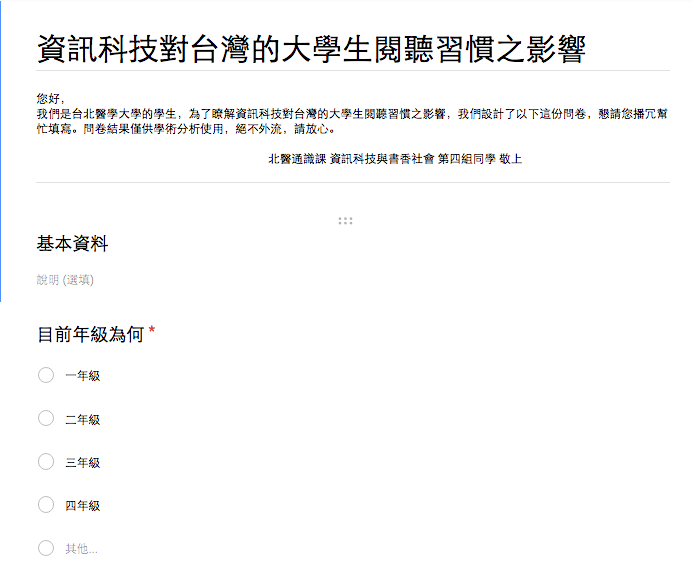 資訊科技對台灣的大學生閱聽習慣之影響
您好，
我們是台北醫學大學的學生，為了瞭解資訊科技對台灣的大學生閱聽習慣之影響，我們設計了以下這份問卷，懇請您播冗幫
忙填寫。問卷結果僅供學術分析使用，絕不外流，請放心。
北醫通識課 資訊科技與書香社會 第四組同學 敬上
基本資料
說明 (選填)
目前年級為何 *
一年級
二年級
三年級
四年級
其他...